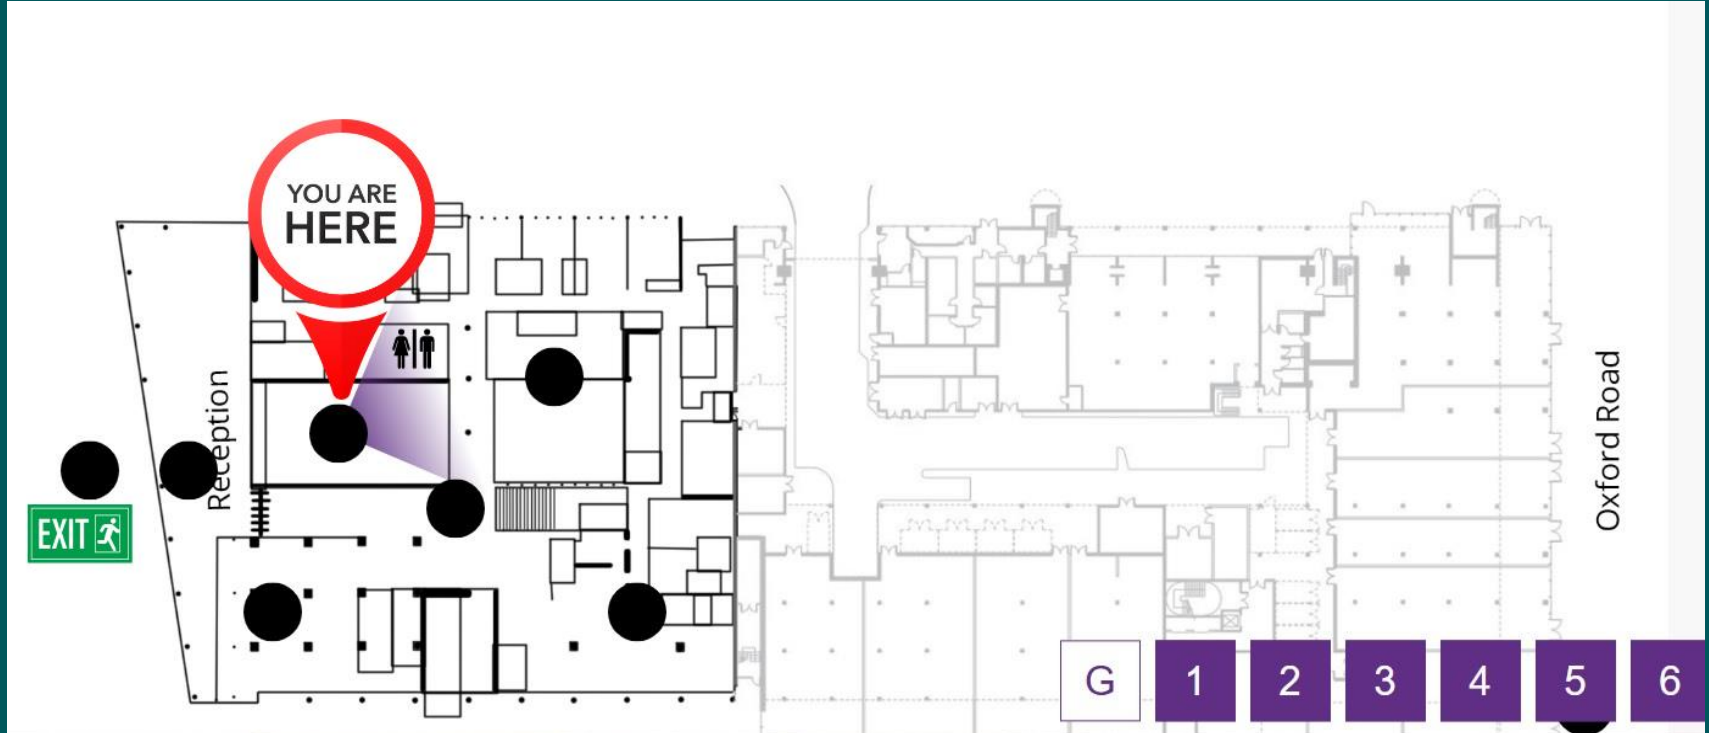 YOU ARE
HERE
Reception
EXIT
Oxford Road
G 1 2 3 4 5 6